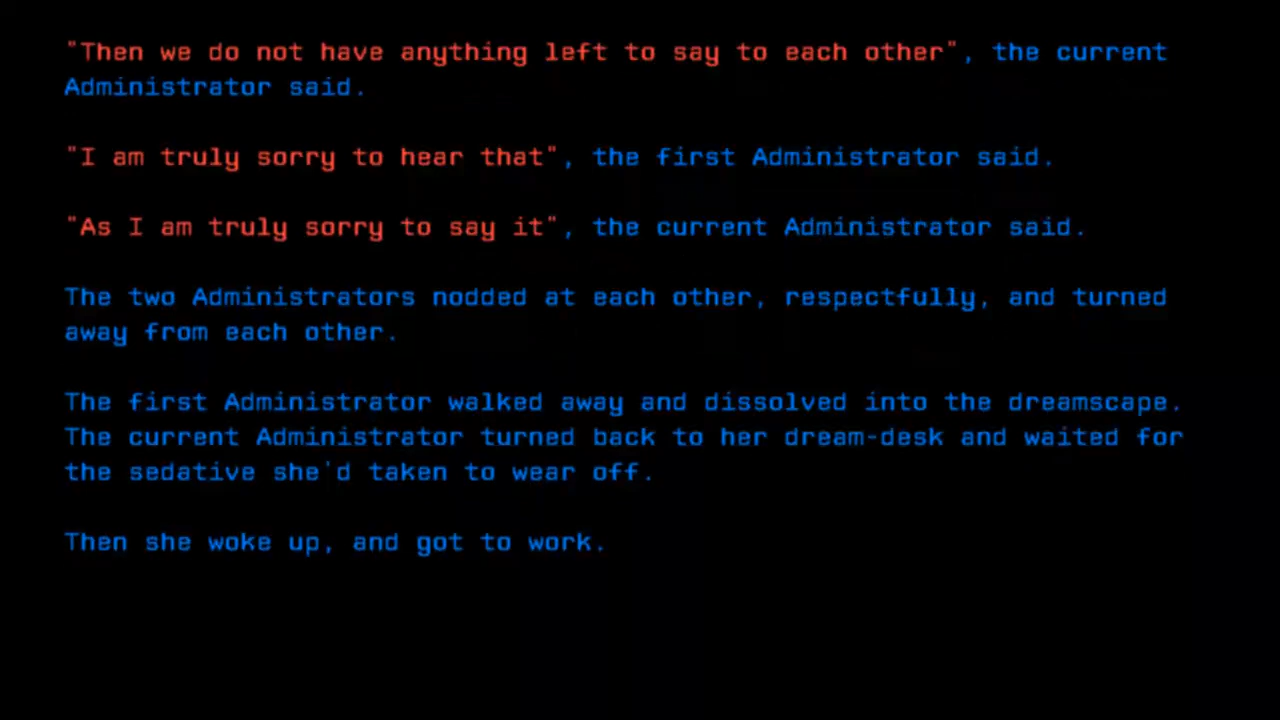 "Then we do not have anything left to say to each other", the current
Administrator said.
"I am truly sorry to hear that", the first Administrator said.
"As I am truly sorry to say it", the current Administrator said.
The two Administrators nodded at each other, respectfully, and turned
away from each other.
The first Administrator walked away and dissolved into the dreamscape.
The current Administrator turned back to her dream-desk and waited for
the sedative she'd taken to wear off.
Then she woke up, and got to work.